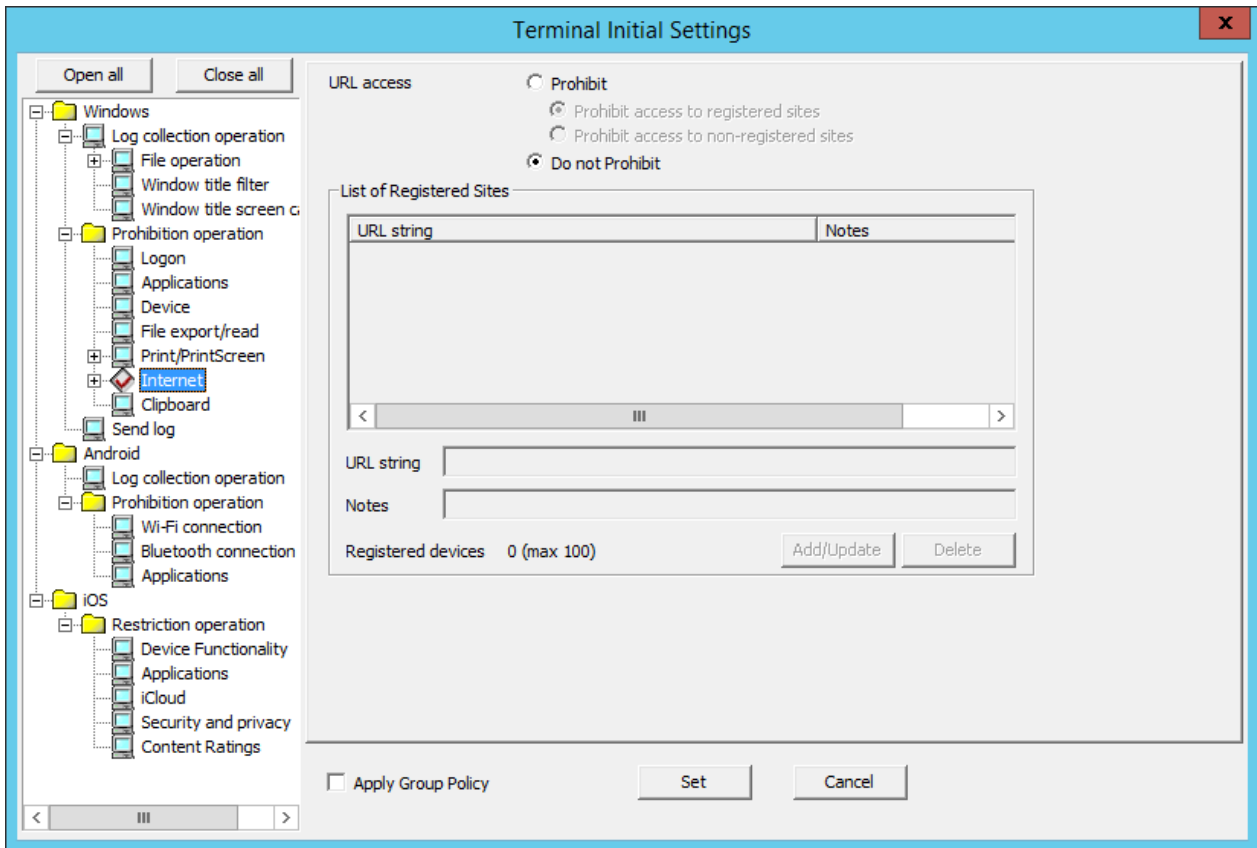 Terminal Initial Settings
x
Open all Close all
Windows
Log collection operation
File operation
Window title filter
Window title screen ca
Prohibition operation
Logon
Applications
Device
File export/read
Print/PrintScreen
Internet
Clipboard
Send log
Android
Log collection operation
Prohibition operation
Wi-Fi connection
Bluetooth connection
Applications
iOS
Restriction operation
Device Functionality
Applications
iCloud
Security and privacy
Content Ratings
URL access
Prohibit
Prohibit access to registered sites
Prohibit access to non-registered sites
Do not Prohibit
List of Registered Sites
URL string Notes
URL string
Notes
Registered devices 0 (max 100) Add/Update Delete
Apply Group Policy Set Cancel